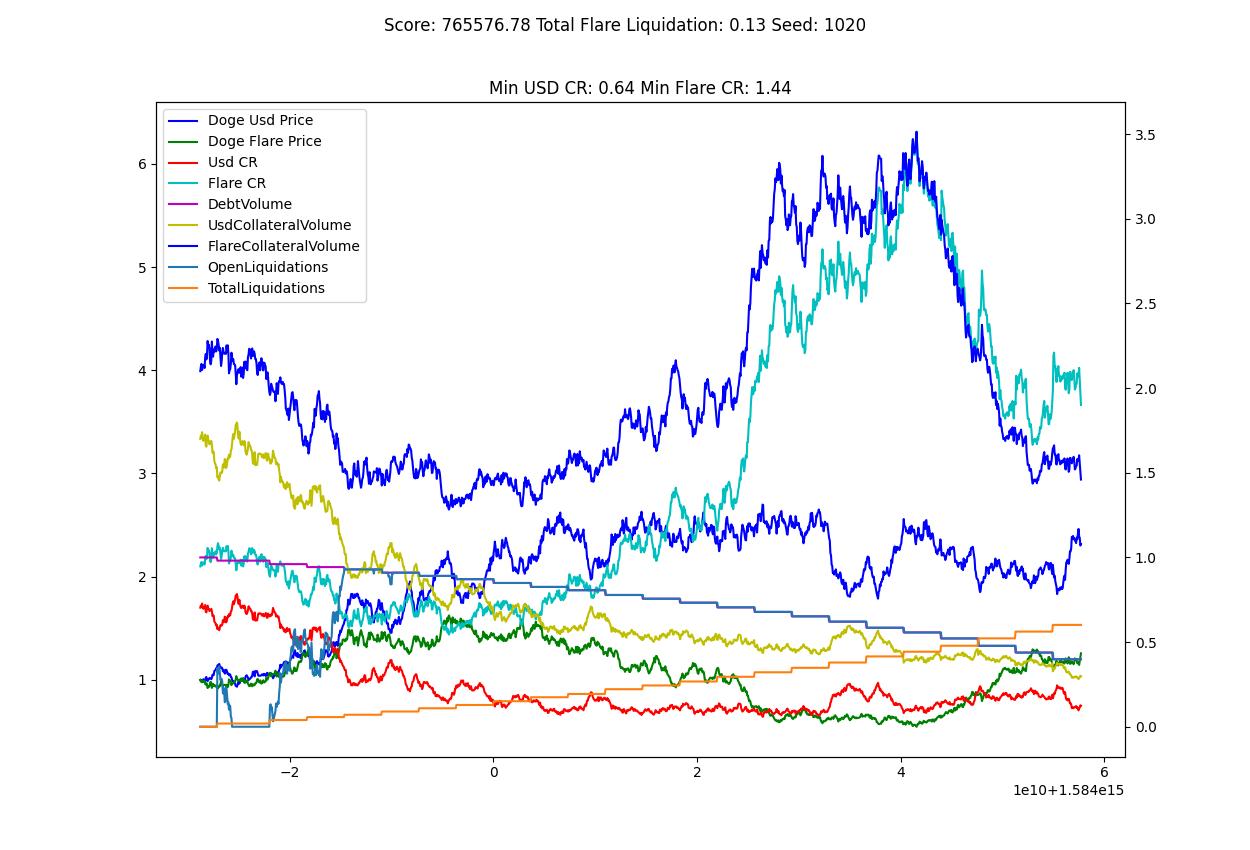 Score: 765576.78 Total Flare Liquidation: 0.13 Seed: 1020
Min USD CR: 0.64 Min Flare CR: 1.44
Doge Usd Price
Doge Flare Price
Usd CR
Flare CR
DebtVolume
UsdCollateralVolume
FlareCollateralVolume
OpenLiquidations
TotalLiquidations
6
5
4
3
2
1
3.5
3.0
2.5
2.0
1.5
1.0
0.5
0.0
−2
0
2
4
6
1e10+1.584e15